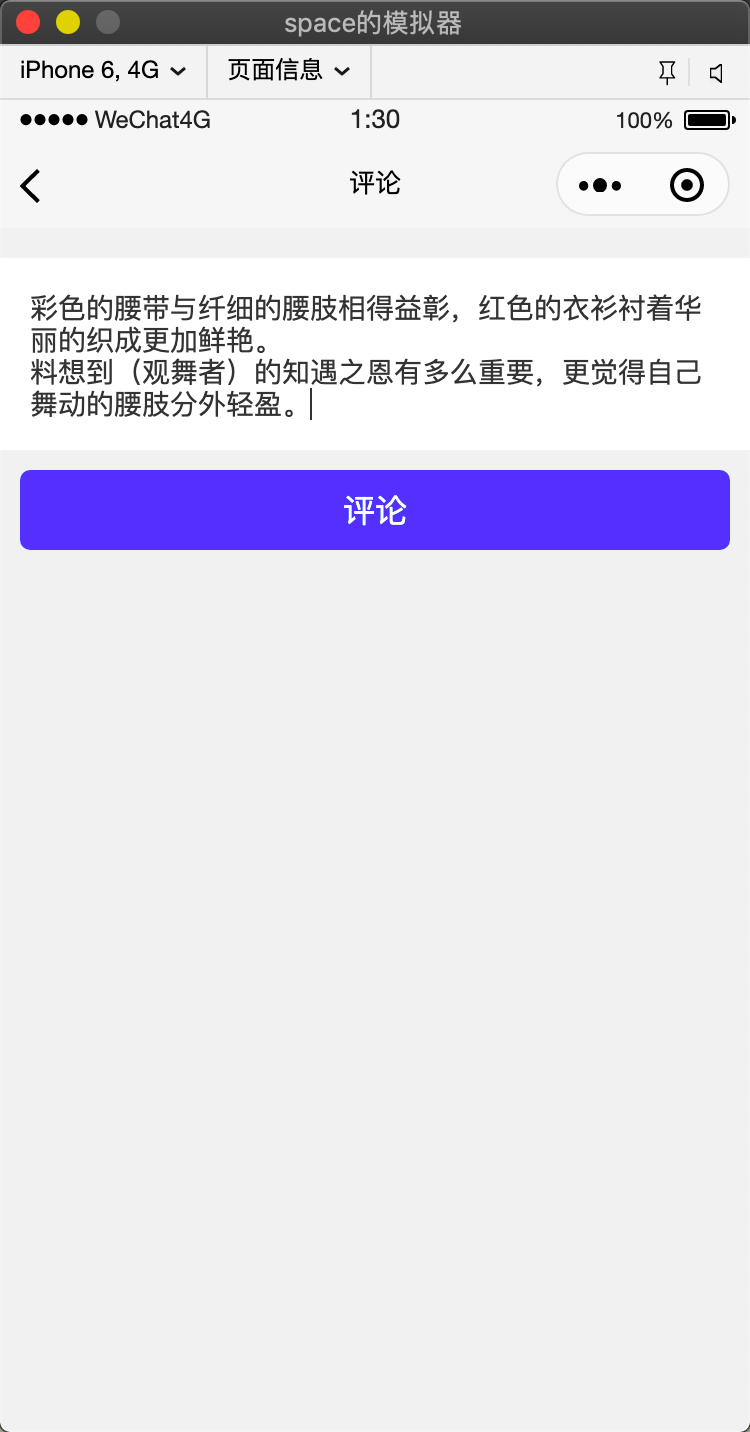 space的模拟器
iPhone 6, 4G 页面信息
WeChat4G 1:30 100%
评论
彩色的腰带与纤细的腰肢相得益彰，红色的衣衫衬着华
丽的织成更加鲜艳。
料想到（观舞者）的知遇之恩有多么重要，更觉得自己
舞动的腰肢分外轻盈。
评论